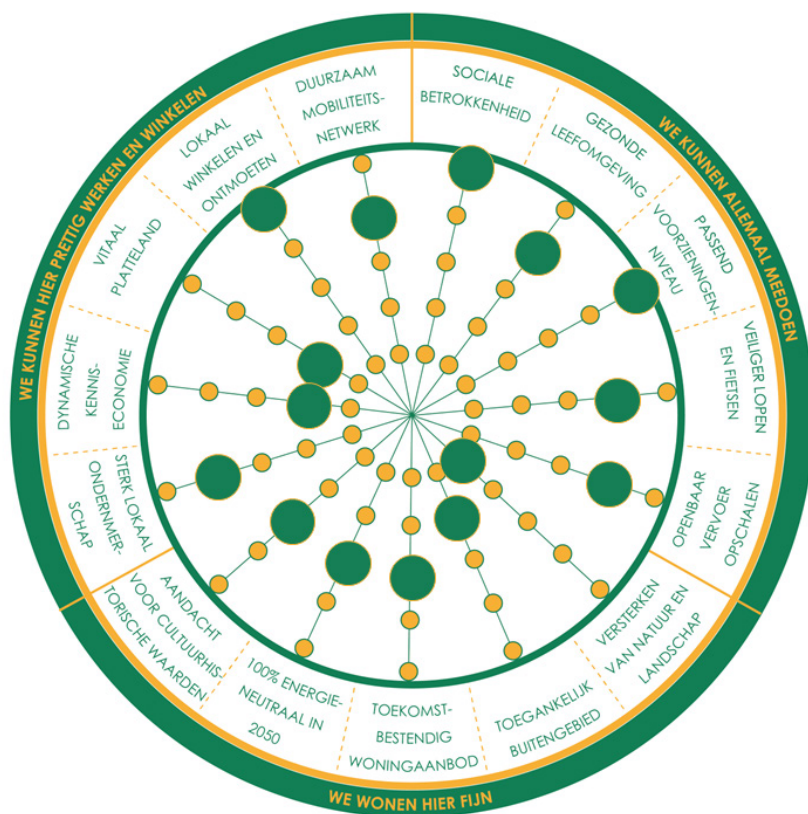 WE KUNNEN HIER PRETTIG WERKEN EN WINKELEN
WE KUNNEN ALLEMAAL MEEDOEN
WE WONEN HIER FIJN
SOCIALE
BETROKKENHEID
GEZONDE
LEEFOMGEVING
PASSEND
VOORZIENINGEN-
NIVEAU
VEILIGER LOPEN
EN FIETSEN
OPENBAAR
VERVOER
OPSCHALEN
VERSTERKEN
VAN NATUUR EN
LANDSCHAP
TOEGANKELIJK
BUITENGEBIED
TOEKOMST-
BESTENDIG
WONINGAANBOD
100% ENERGIE-
NEUTRAAL IN
2050
AANDACHT
VOOR CULTUURHIS-
TORISCHE WAARDEN
STERK LOKAAL
ONDERNMER-
SCHAP
DYNAMISCHE
KENNIS-
ECONOMIE
VITAAL
PLATTELAND
LOKAAL
WINKELEN EN
ONTMOETEN
DUURZAAM
MOBILITEITS-
NETWERK